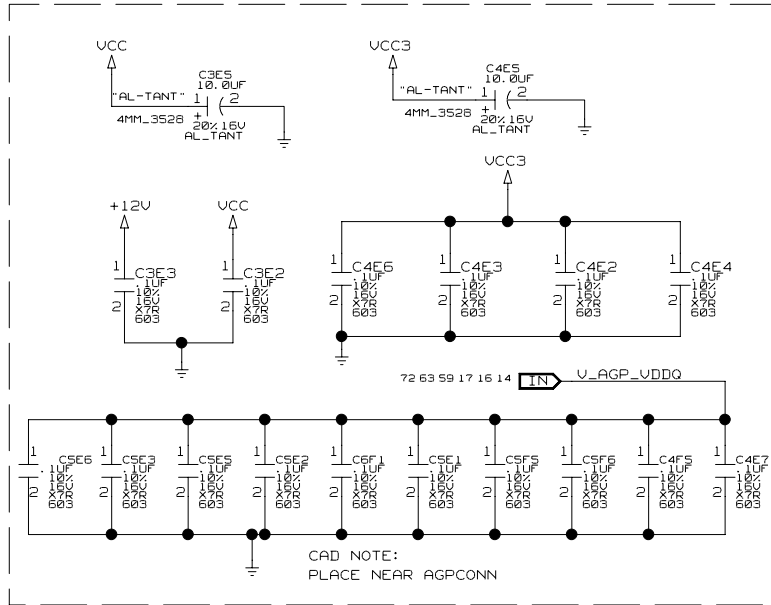 VCC
C3E5
10.0UF
"AL-TANT" 1 2
4MM_3528 +
20% 16V
AL_TANT
VCC3
C4E5
10.0UF
"AL-TANT" 1 2
4MM_3528 +
20% 16V
AL_TANT
+12V
1 C3E3
.1UF
10%
16V
2 X7R
603
VCC
1 C3E2
.1UF
10%
16V
2 X7R
603
VCC3
1 C4E6
.1UF
10%
16V
2 X7R
603
1 C4E3
.1UF
10%
16V
2 X7R
603
1 C4E2
.1UF
10%
16V
2 X7R
603
1 C4E4
.1UF
10%
16V
2 X7R
603
72 63 59 17 16 14 IN V_AGP_VDDQ
1 C5E6
.1UF
10%
16V
2 X7R
603
1 C5E3
.1UF
10%
16V
2 X7R
603
1 C5E5
.1UF
10%
16V
2 X7R
603
1 C5E2
.1UF
10%
16V
2 X7R
603
1 C6F1
.1UF
10%
16V
2 X7R
603
1 C5E1
.1UF
10%
16V
2 X7R
603
1 C5F5
.1UF
10%
16V
2 X7R
603
1 C5F6
.1UF
10%
16V
2 X7R
603
1 C4F5
.1UF
10%
16V
2 X7R
603
1 C4E7
.1UF
10%
16V
2 X7R
603
CAD NOTE:
PLACE NEAR AGPCONN